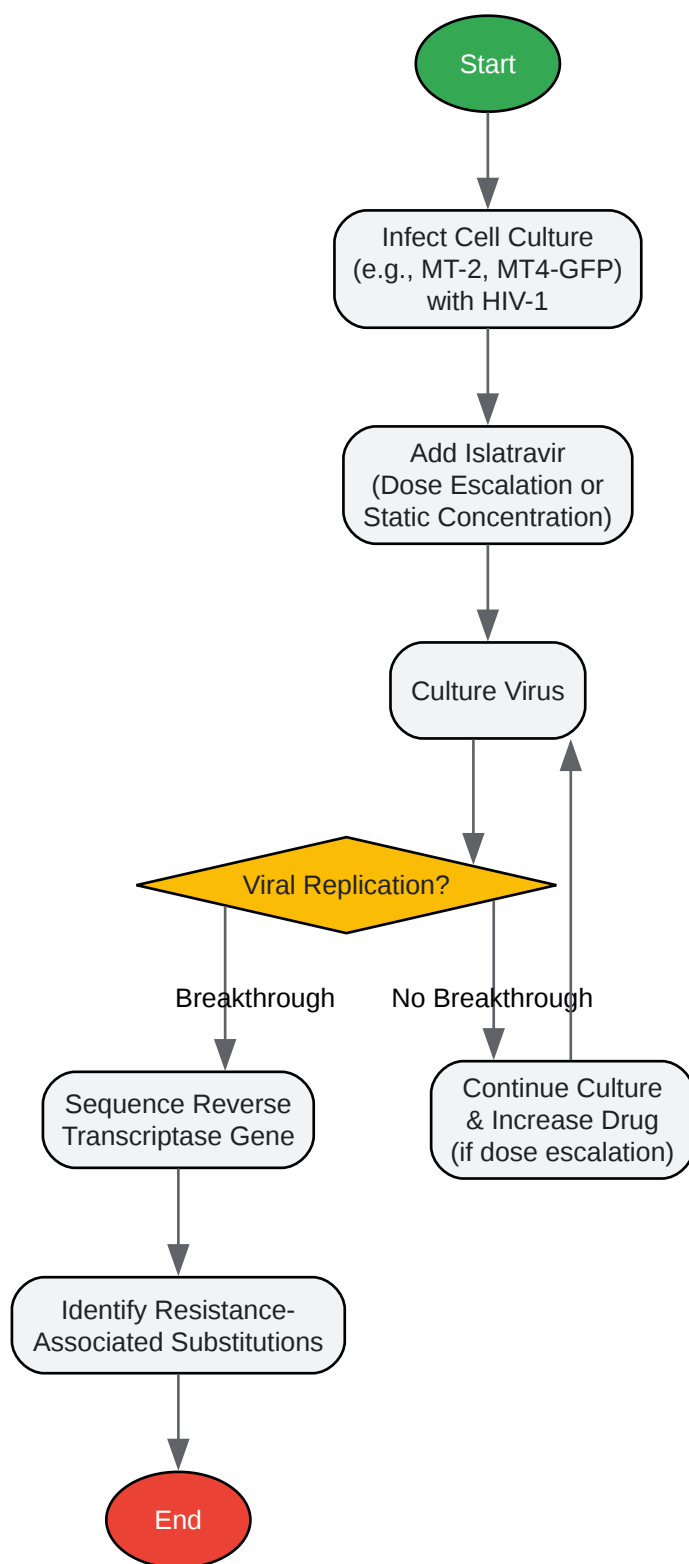 Start
Infect Cell Culture
(e.g., MT-2, MT4-GFP)
with HIV-1
Add Islatravir
(Dose Escalation or
Static Concentration)
Culture Virus
Viral Replication?
Breakthrough
No Breakthrough
Sequence Reverse
Transcriptase Gene
Continue Culture
& Increase Drug
(if dose escalation)
Identify Resistance-
Associated Substitutions
End